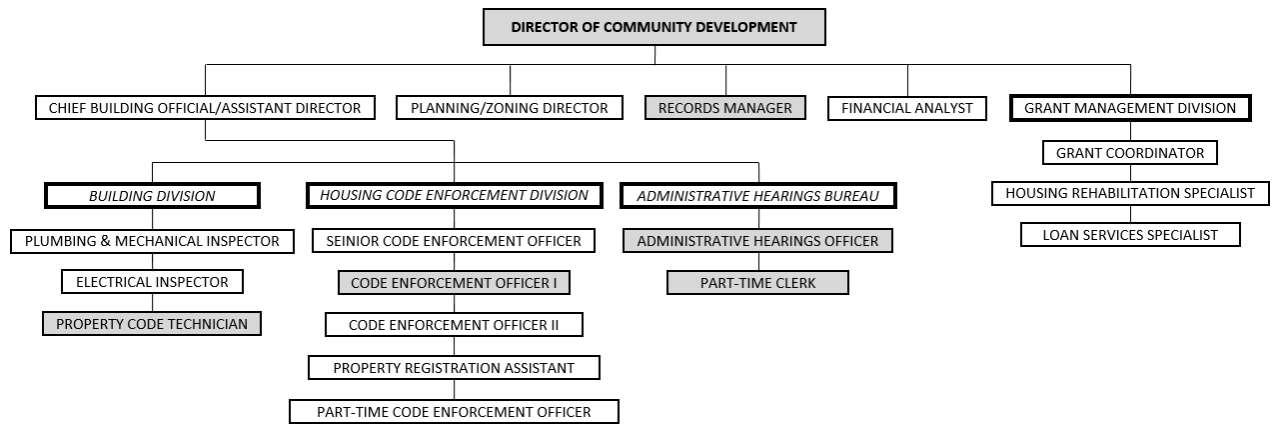 DIRECTOR OF COMMUNITY DEVELOPMENT
CHIEF BUILDING OFFICIAL/ASSISTANT DIRECTOR
PLANNING/ZONING DIRECTOR
RECORDS MANAGER
FINANCIAL ANALYST
GRANT MANAGEMENT DIVISION
GRANT COORDINATOR
HOUSING REHABILITATION SPECIALIST
LOAN SERVICES SPECIALIST
BUILDING DIVISION
PLUMBING & MECHANICAL INSPECTOR
ELECTRICAL INSPECTOR
PROPERTY CODE TECHNICIAN
HOUSING CODE ENFORCEMENT DIVISION
SEINIOR CODE ENFORCEMENT OFFICER
CODE ENFORCEMENT OFFICER I
CODE ENFORCEMENT OFFICER II
PROPERTY REGISTRATION ASSISTANT
PART-TIME CODE ENFORCEMENT OFFICER
ADMINISTRATIVE HEARINGS BUREAU
ADMINISTRATIVE HEARINGS OFFICER
PART-TIME CLERK